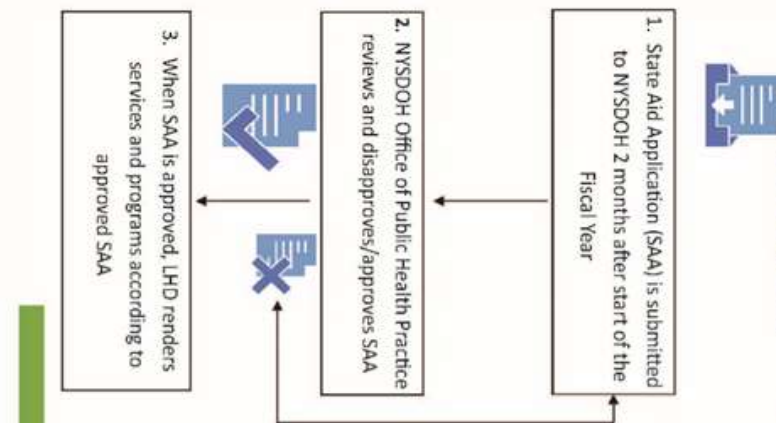 1. State Aid Application (SAA) is submitted
to NYSDOH 2 months after start of the
Fiscal Year
2. NYSDOH Office of Public Health Practice
reviews and disapproves/approves SAA
3. When SAA is approved, LHD renders
services and programs according to
approved SAA